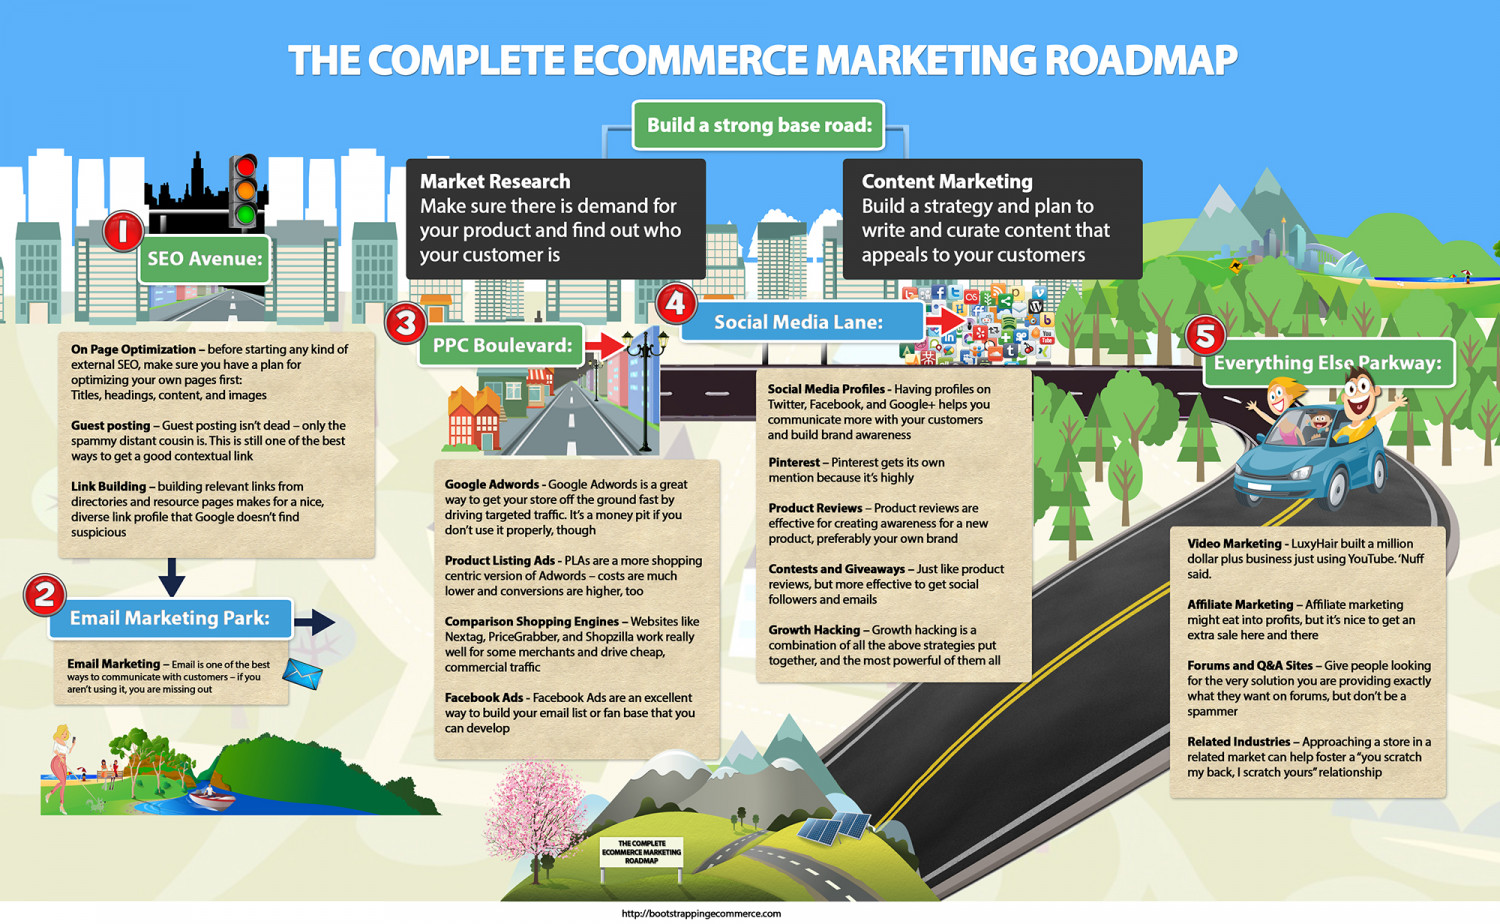 THE COMPLETE ECOMMERCE MARKETING ROADMAP
Build a strong base road:
Market Research
Make sure there is demand for
your product and find out who
your customer is
Content Marketing
Build a strategy and plan to
write and curate content that
appeals to your customers
1
SEO Avenue:
On Page Optimization – before starting any kind of
external SEO, make sure you have a plan for
optimizing your own pages first:
Titles, headings, content, and images
Guest posting – Guest posting isn't dead – only the
spammy distant cousin is. This is still one of the best
ways to get a good contextual link
Link Building – building relevant links from
directories and resource pages makes for a nice,
diverse link profile that Google doesn't find
suspicious
2
Email Marketing Park:
Email Marketing – Email is one of the best
ways to communicate with customers – if you
aren't using it, you are missing out
3
PPC Boulevard:
Google Adwords - Google Adwords is a great
way to get your store off the ground fast by
driving targeted traffic. It's a money pit if you
don't use it properly, though
Product Listing Ads - PLAs are a more shopping
centric version of Adwords – costs are much
lower and conversions are higher, too
Comparison Shopping Engines – Websites like
Nextag, PriceGrabber, and Shopzilla work really
well for some merchants and drive cheap,
commercial traffic
Facebook Ads - Facebook Ads are an excellent
way to build your email list or fan base that you
can develop
4
Social Media Lane:
Social Media Profiles - Having profiles on
Twitter, Facebook, and Google+ helps you
communicate more with your customers
and build brand awareness
Pinterest – Pinterest gets its own
mention because it's highly
Product Reviews – Product reviews are
effective for creating awareness for a new
product, preferably your own brand
Contests and Giveaways – Just like product
reviews, but more effective to get social
followers and emails
Growth Hacking – Growth hacking is a
combination of all the above strategies put
together, and the most powerful of them all
5
Everything Else Parkway:
Video Marketing - LuxyHair built a million
dollar plus business just using YouTube. 'Nuff
said.
Affiliate Marketing – Affiliate marketing
might eat into profits, but it's nice to get an
extra sale here and there
Forums and Q&A Sites – Give people looking
for the very solution you are providing exactly
what they want on forums, but don't be a
spammer
Related Industries – Approaching a store in a
related market can help foster a "you scratch
my back, I scratch yours" relationship
THE COMPLETE
ECOMMERCE MARKETING
ROADMAP
http://bootstrappingecommerce.com